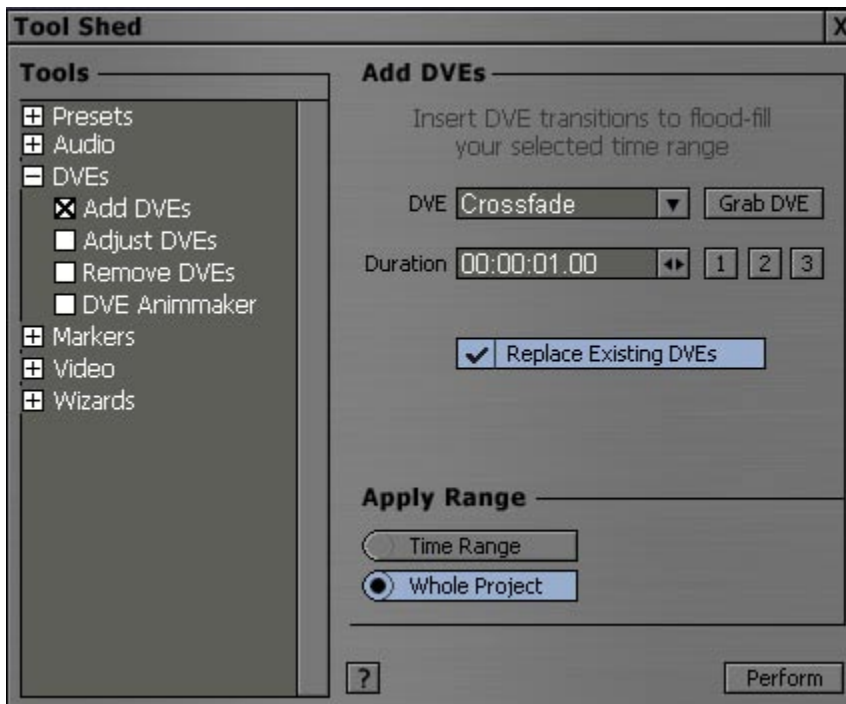 Tool Shed X
Tools
Presets
Audio
DVEs
Add DVEs
Adjust DVEs
Remove DVEs
DVE Animmaker
Markers
Video
Wizards
Add DVEs
Insert DVE transitions to flood-fill
your selected time range
DVE Crossfade Grab DVE
Duration 00:00:01.00 1 2 3
Replace Existing DVEs
Apply Range
Time Range
Whole Project
? Perform